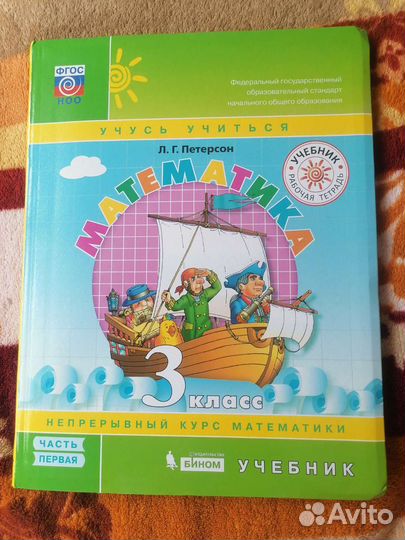 ФГОС
НОО
Федеральный государственный
образовательный стандарт
начального общего образования
УЧУСЬ УЧИТЬСЯ
Л. Г. Петерсон
УЧЕБНИК
РАБОЧАЯ ТЕТРАДЬ
МАТЕМАТИКА
3 класс
НЕПРЕРЫВНЫЙ КУРС МАТЕМАТИКИ
ЧАСТЬ
ПЕРВАЯ
ИЗДАТЕЛЬСТВО
БИНОМ
УЧЕБНИК
Avito